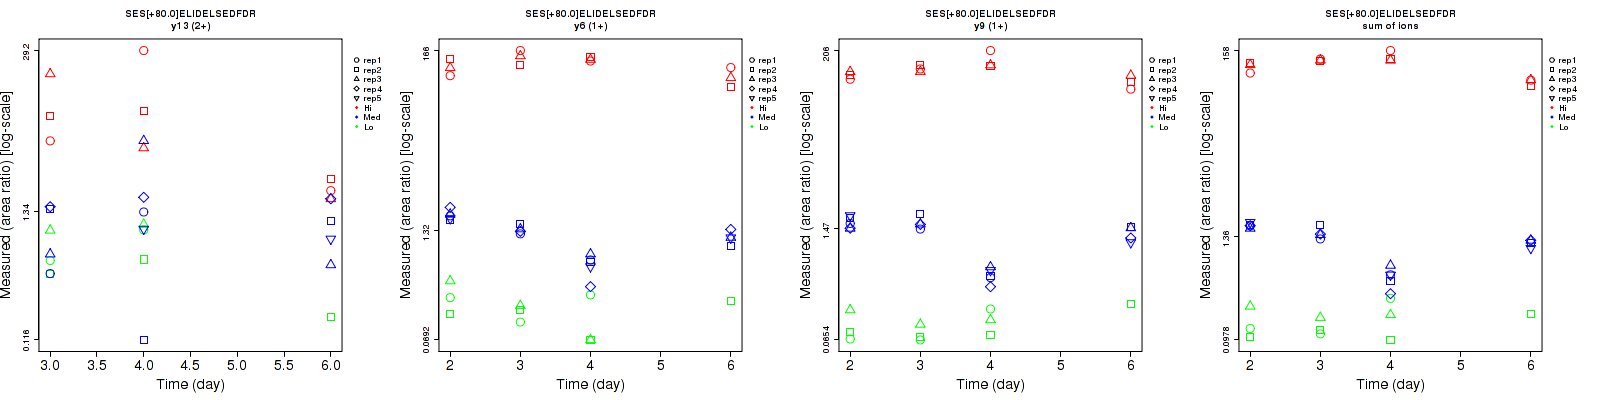 SES[+80.0]ELIDELSEDFDR
y13 (2+)
Measured (area ratio) [log-scale]
29.2
1.34
0.116
3.0 3.5 4.0 4.5 5.0 5.5 6.0
Time (day)
rep1
rep2
rep3
rep4
rep5
Hi
Med
Lo
SES[+80.0]ELIDELSEDFDR
y6 (1+)
Measured (area ratio) [log-scale]
166
1.32
0.0692
2 3 4 5 6
Time (day)
rep1
rep2
rep3
rep4
rep5
Hi
Med
Lo
SES[+80.0]ELIDELSEDFDR
y9 (1+)
Measured (area ratio) [log-scale]
206
1.47
0.0654
2 3 4 5 6
Time (day)
rep1
rep2
rep3
rep4
rep5
Hi
Med
Lo
SES[+80.0]ELIDELSEDFDR
sum of ions
Measured (area ratio) [log-scale]
158
1.36
0.0978
2 3 4 5 6
Time (day)
rep1
rep2
rep3
rep4
rep5
Hi
Med
Lo